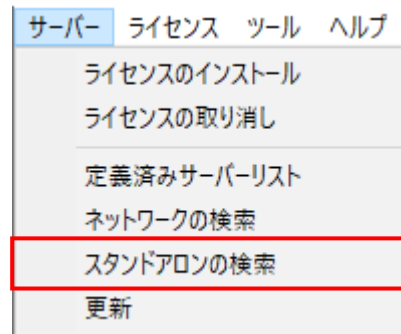 サーバー ライセンス ツール ヘルプ
ライセンスのインストール
ライセンスの取り消し
定義済みサーバーリスト
ネットワークの検索
スタンドアロンの検索
更新